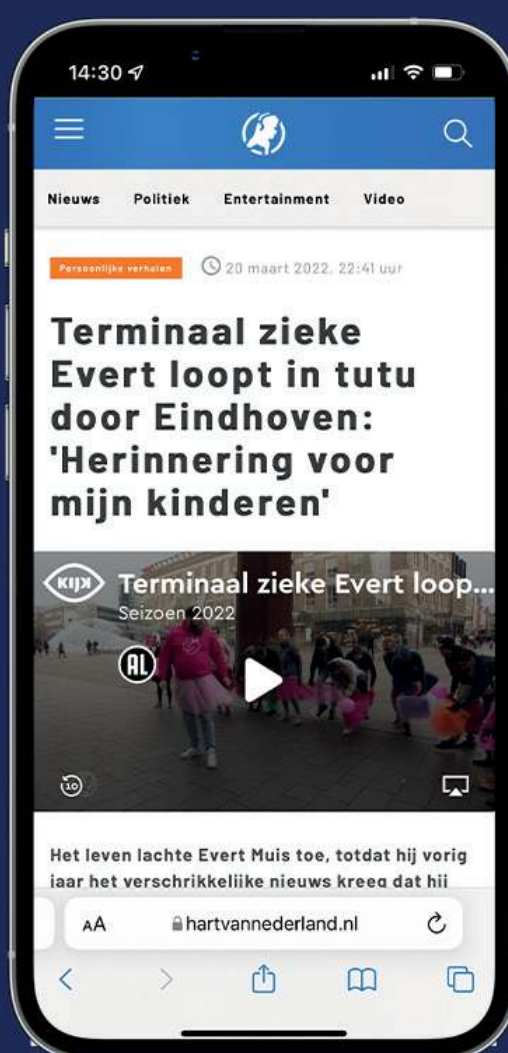 14:30
Nieuws Politiek Entertainment Video
Persoonlijke verhalen 20 maart 2022, 22:41 uur
Terminaal zieke
Evert loopt in tutu
door Eindhoven:
'Herinnering voor
mijn kinderen'
KIJK Terminaal zieke Evert loop...
Seizoen 2022
AL
10
Het leven lachte Evert Muis toe, totdat hij vorig
jaar het verschrikkelijke nieuws kreeg dat hij
AA hartvannederland.nl